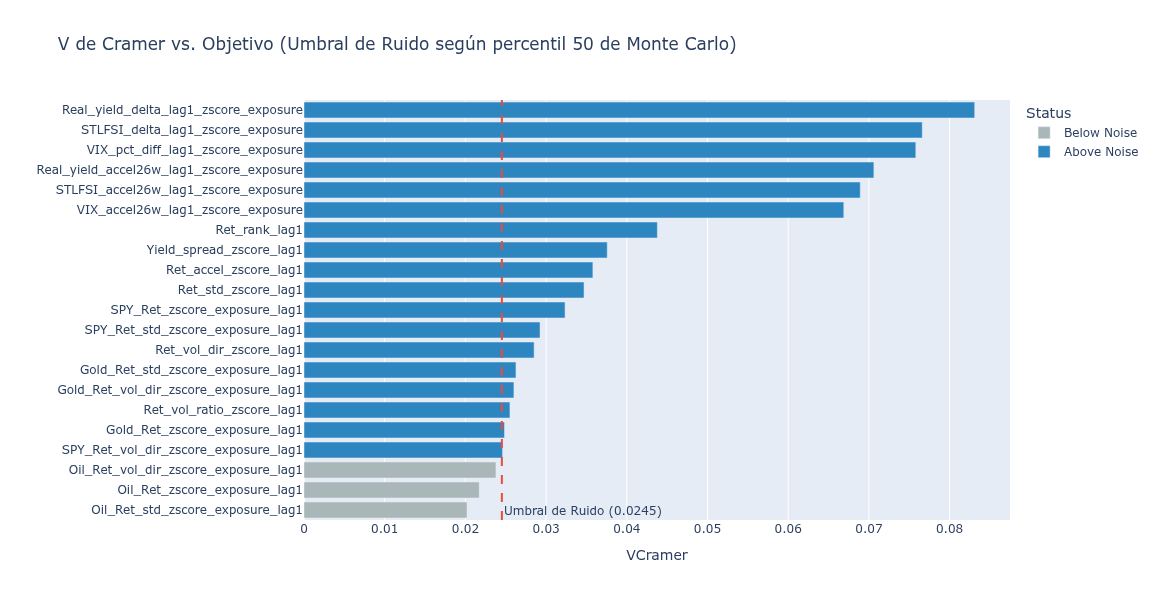 V de Cramer vs. Objetivo (Umbral de Ruido según percentil 50 de Monte Carlo)
Real_yield_delta_lag1_zscore_exposure
STLFSI_delta_lag1_zscore_exposure
VIX_pct_diff_lag1_zscore_exposure
Real_yield_accel26w_lag1_zscore_exposure
STLFSI_accel26w_lag1_zscore_exposure
VIX_accel26w_lag1_zscore_exposure
Ret_rank_lag1
Yield_spread_zscore_lag1
Ret_accel_zscore_lag1
Ret_std_zscore_lag1
SPY_Ret_zscore_exposure_lag1
SPY_Ret_std_zscore_exposure_lag1
Ret_vol_dir_zscore_lag1
Gold_Ret_std_zscore_exposure_lag1
Gold_Ret_vol_dir_zscore_exposure_lag1
Ret_vol_ratio_zscore_lag1
Gold_Ret_zscore_exposure_lag1
SPY_Ret_vol_dir_zscore_exposure_lag1
Oil_Ret_vol_dir_zscore_exposure_lag1
Oil_Ret_zscore_exposure_lag1
Oil_Ret_std_zscore_exposure_lag1
Umbral de Ruido (0.0245)
0 0.01 0.02 0.03 0.04 0.05 0.06 0.07 0.08
VCramer
Status
Below Noise
Above Noise